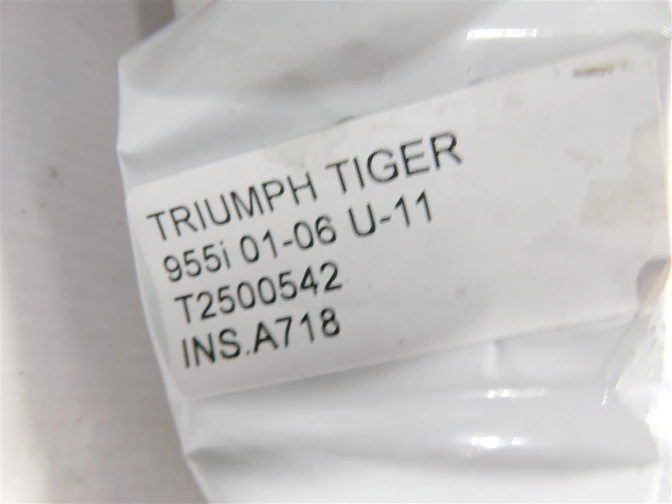 TRIUMPH TIGER
955i 01-06 U-11
T2500542
INS.A718